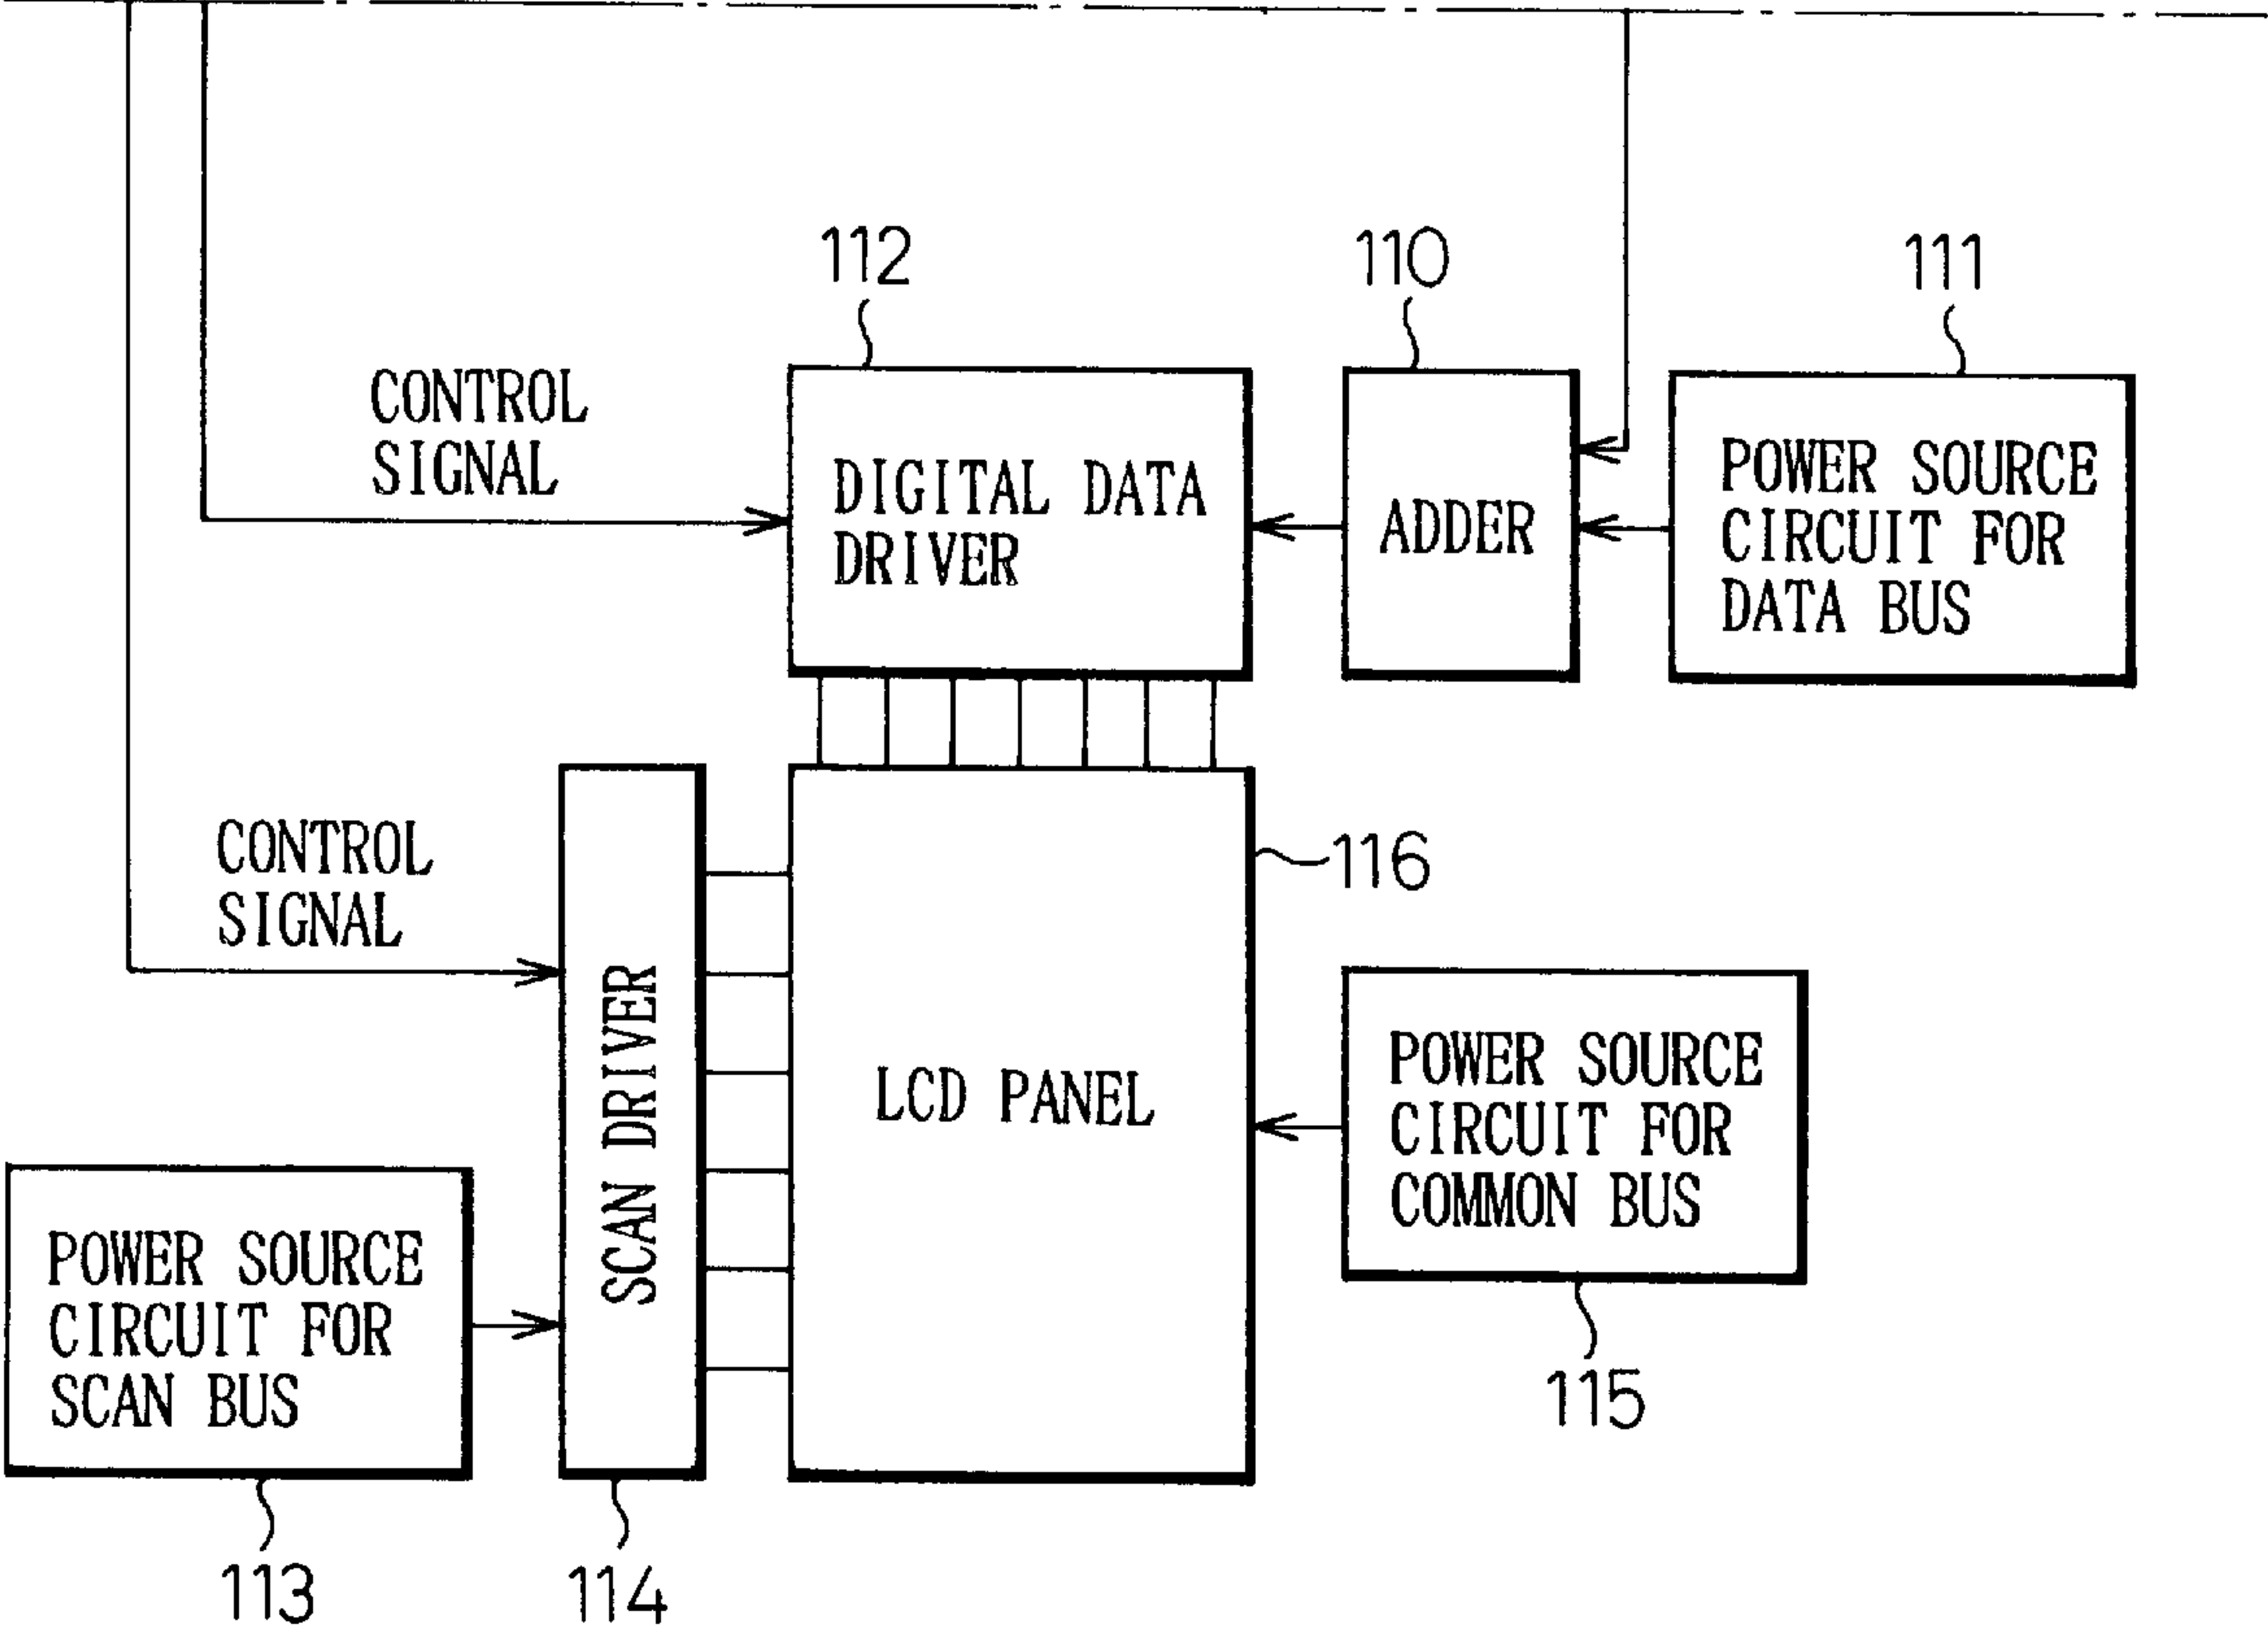 112
110
111
CONTROL
SIGNAL
DIGITAL DATA
DRIVER
ADDER
POWER SOURCE
CIRCUIT FOR
DATA BUS
CONTROL
SIGNAL
116
SCAN DRIVER
LCD PANEL
POWER SOURCE
CIRCUIT FOR
COMMON BUS
POWER SOURCE
CIRCUIT FOR
SCAN BUS
115
113
114